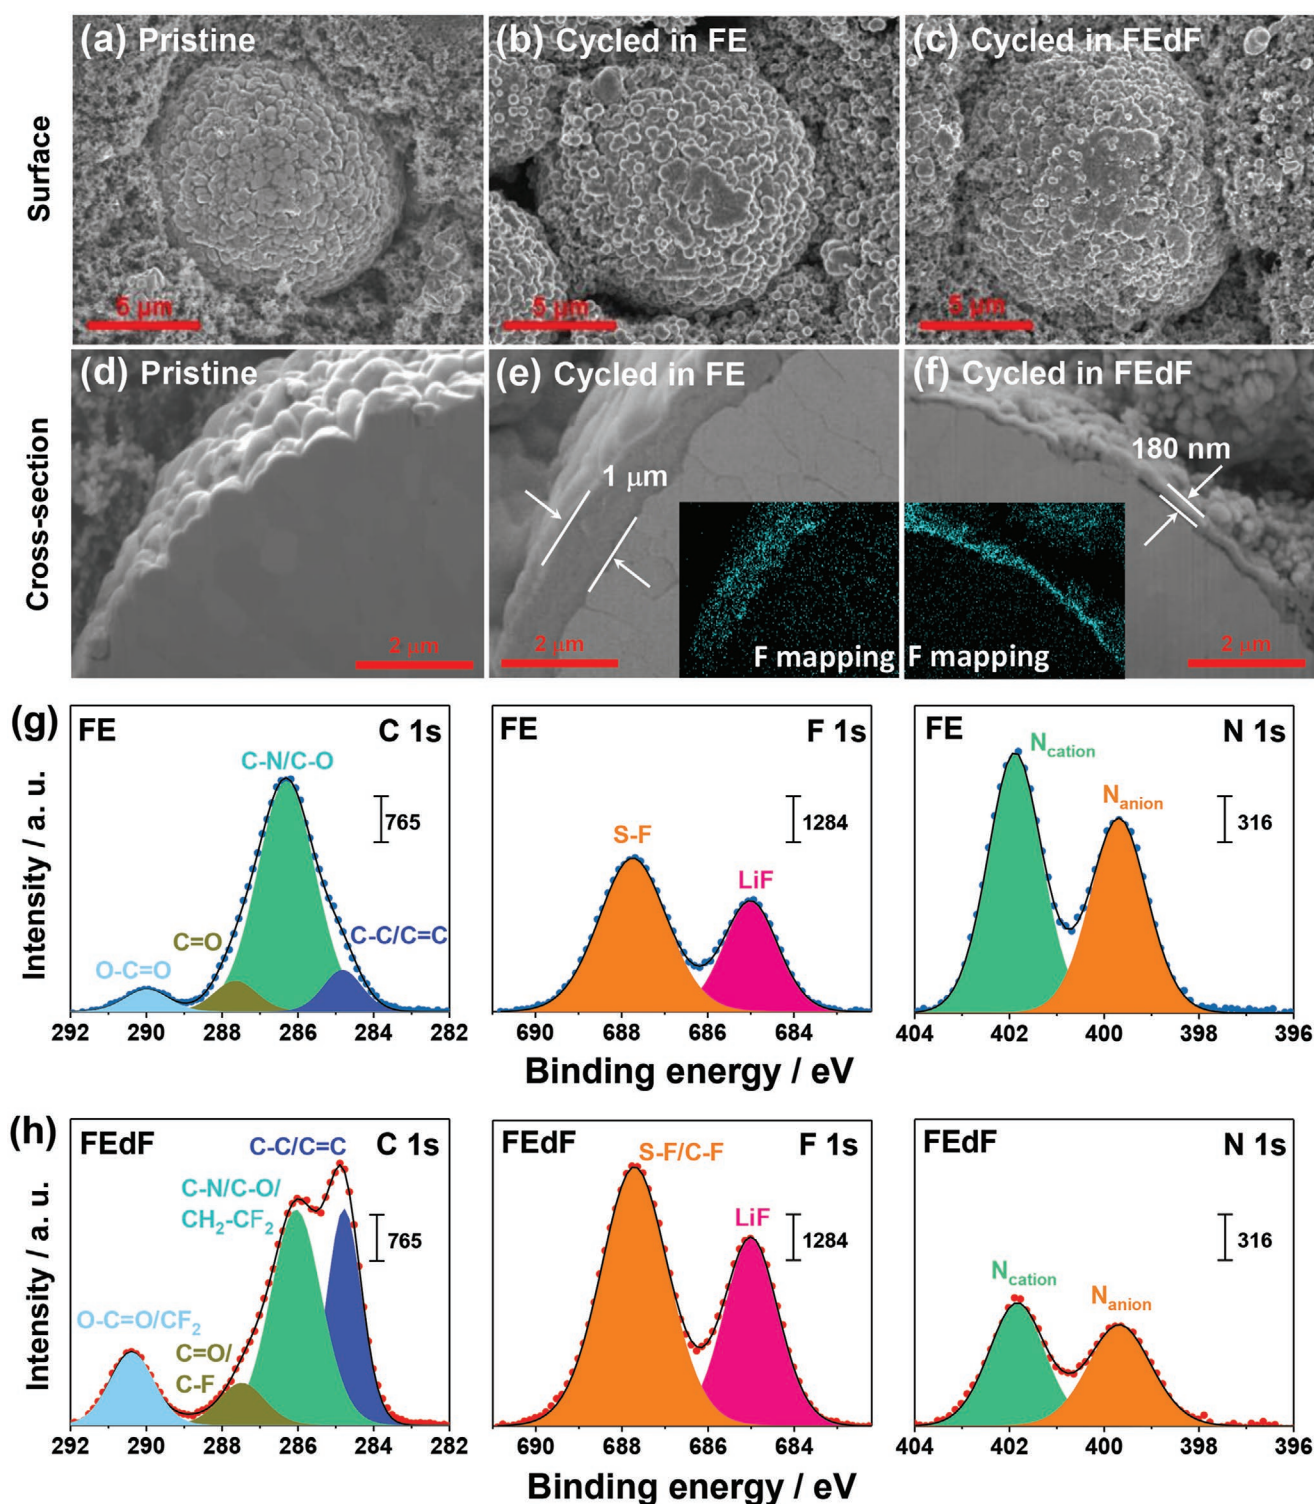 (a) Pristine
(b) Cycled in FE
(c) Cycled in FEdF
Surface
5 μm
5 μm
5 μm
(d) Pristine
(e) Cycled in FE
(f) Cycled in FEdF
Cross-section
1 μm
180 nm
2 μm
2 μm
F mapping
F mapping
2 μm
(g)
FE
C 1s
C-N/C-O
765
C=O
C-C/C=C
O-C=O
292 290 288 286 284 282
FE
F 1s
S-F
1284
LiF
690 688 686 684
FE
N 1s
Ncation
Nanion
316
404 402 400 398 396
Intensity / a. u.
Binding energy / eV
(h)
FEdF
C 1s
C-C/C=C
C-N/C-O/
CH2-CF2
765
O-C=O/CF2
C=O/
C-F
292 290 288 286 284 282
FEdF
F 1s
S-F/C-F
1284
LiF
690 688 686 684
FEdF
N 1s
316
Ncation
Nanion
404 402 400 398 396
Intensity / a. u.
Binding energy / eV